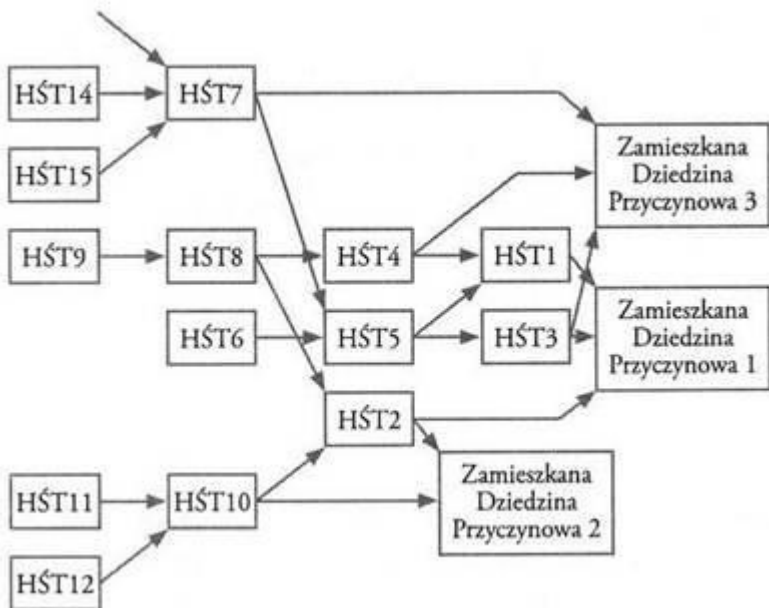 HŚT14
HŚT7
HŚT15
Zamieszkana
Dziedzina
Przyczynowa 3
HŚT9
HŚT8
HŚT4
HŚT1
HŚT6
HŚT5
HŚT3
Zamieszkana
Dziedzina
Przyczynowa 1
HŚT2
HŚT11
HŚT10
Zamieszkana
Dziedzina
Przyczynowa 2
HŚT12